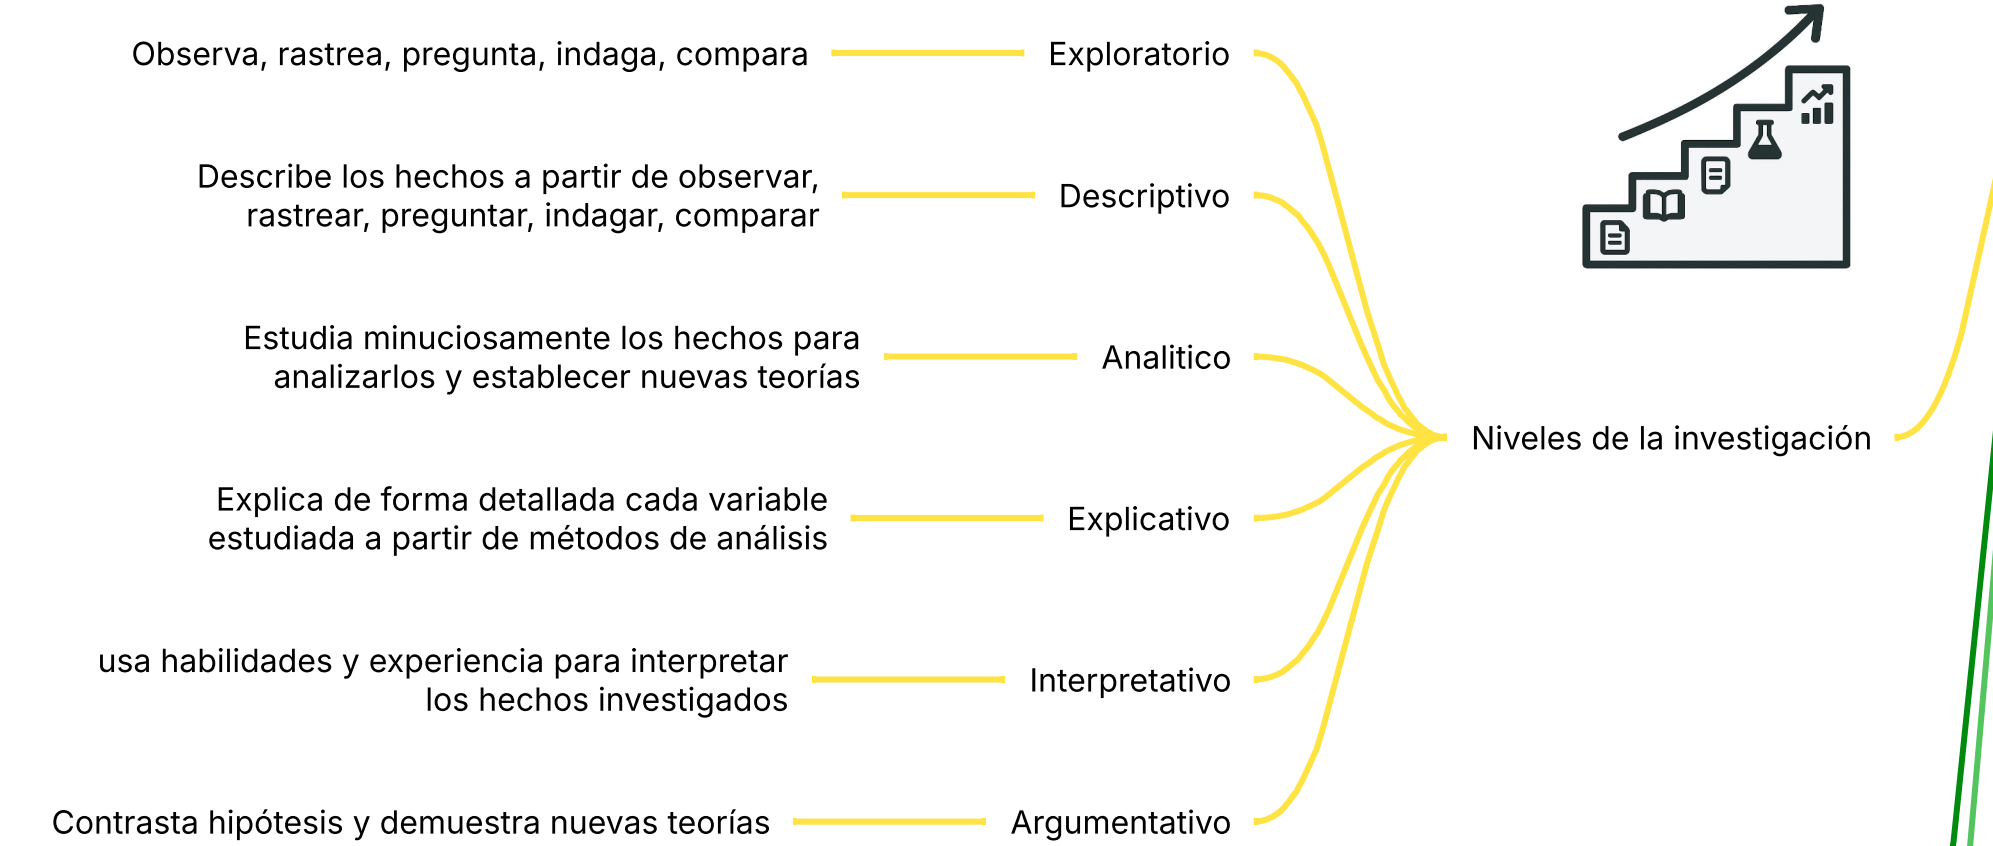 Observa, rastrea, pregunta, indaga, compara
Exploratorio
Describe los hechos a partir de observar,
rastrear, preguntar, indagar, comparar
Descriptivo
Estudia minuciosamente los hechos para
analizarlos y establecer nuevas teorías
Analitico
Niveles de la investigación
Explica de forma detallada cada variable
estudiada a partir de métodos de análisis
Explicativo
usa habilidades y experiencia para interpretar
los hechos investigados
Interpretativo
Contrasta hipótesis y demuestra nuevas teorías
Argumentativo